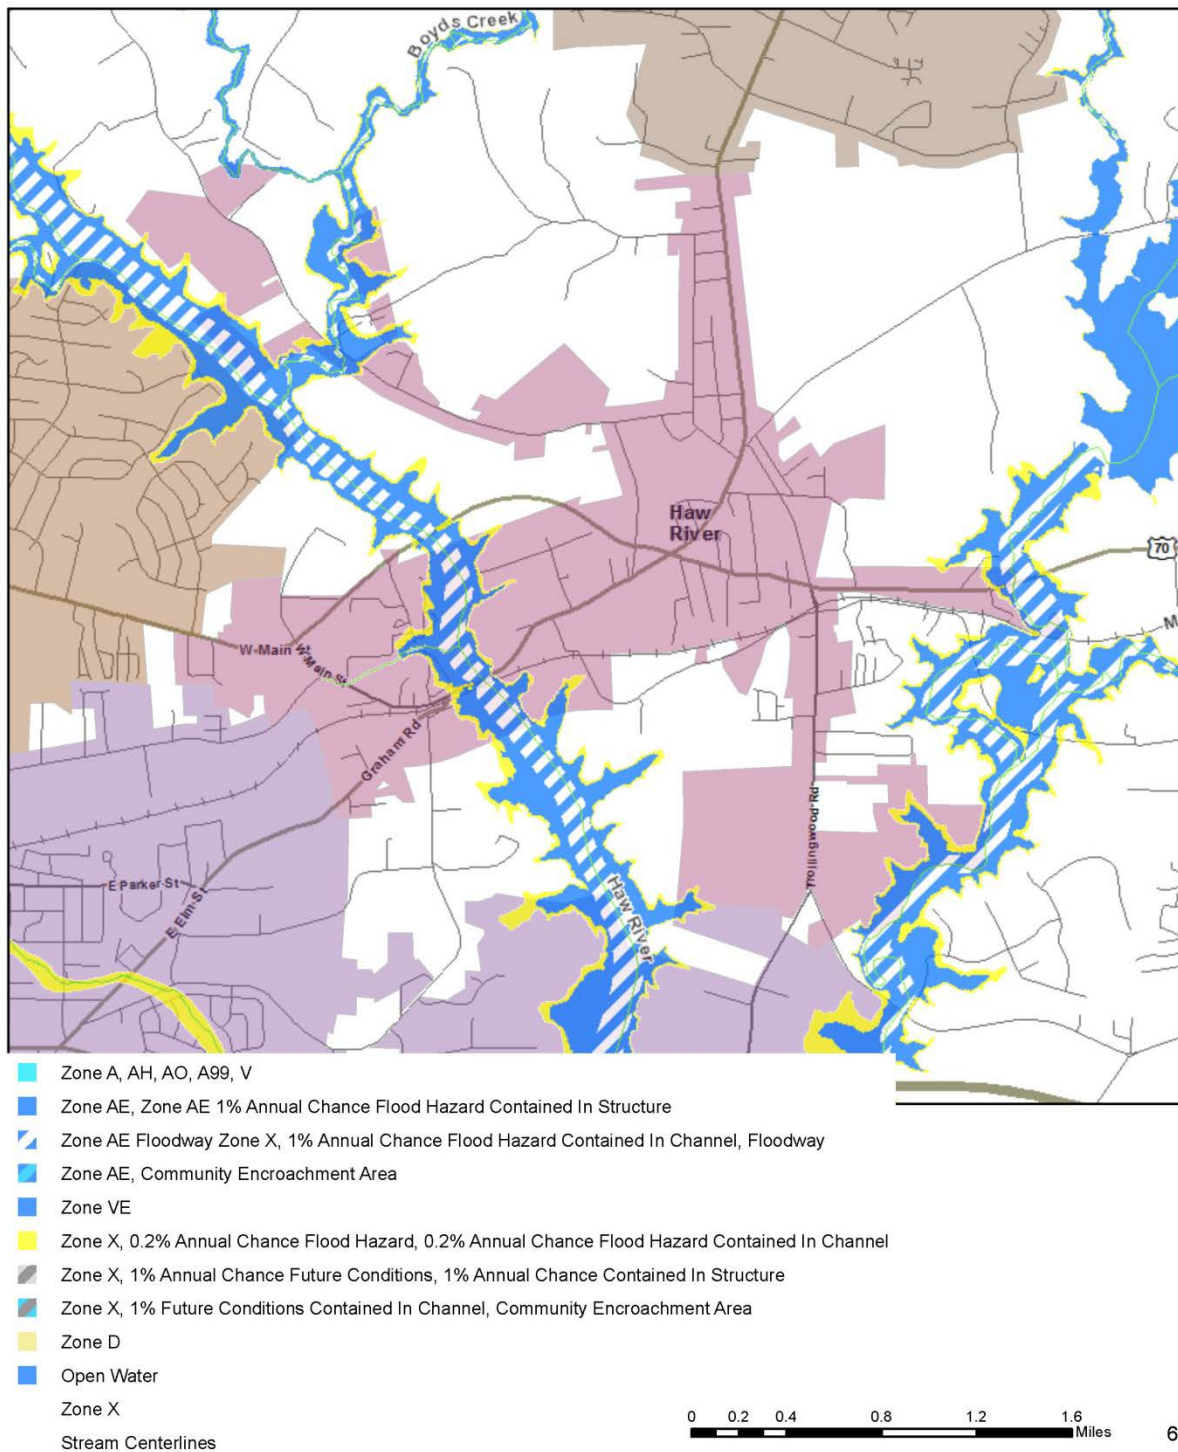 Boyds Creek
Haw
River
70
M
W Main St
W-Main St
Graham Rd
Trollingwood Rd
E Parker St
E Elm St
Haw River
Zone A, AH, AO, A99, V
Zone AE, Zone AE 1% Annual Chance Flood Hazard Contained In Structure
Zone AE Floodway Zone X, 1% Annual Chance Flood Hazard Contained In Channel, Floodway
Zone AE, Community Encroachment Area
Zone VE
Zone X, 0.2% Annual Chance Flood Hazard, 0.2% Annual Chance Flood Hazard Contained In Channel
Zone X, 1% Annual Chance Future Conditions, 1% Annual Chance Contained In Structure
Zone X, 1% Future Conditions Contained In Channel, Community Encroachment Area
Zone D
Open Water
Zone X
Stream Centerlines
0 0.2 0.4 0.8 1.2 1.6
Miles
6